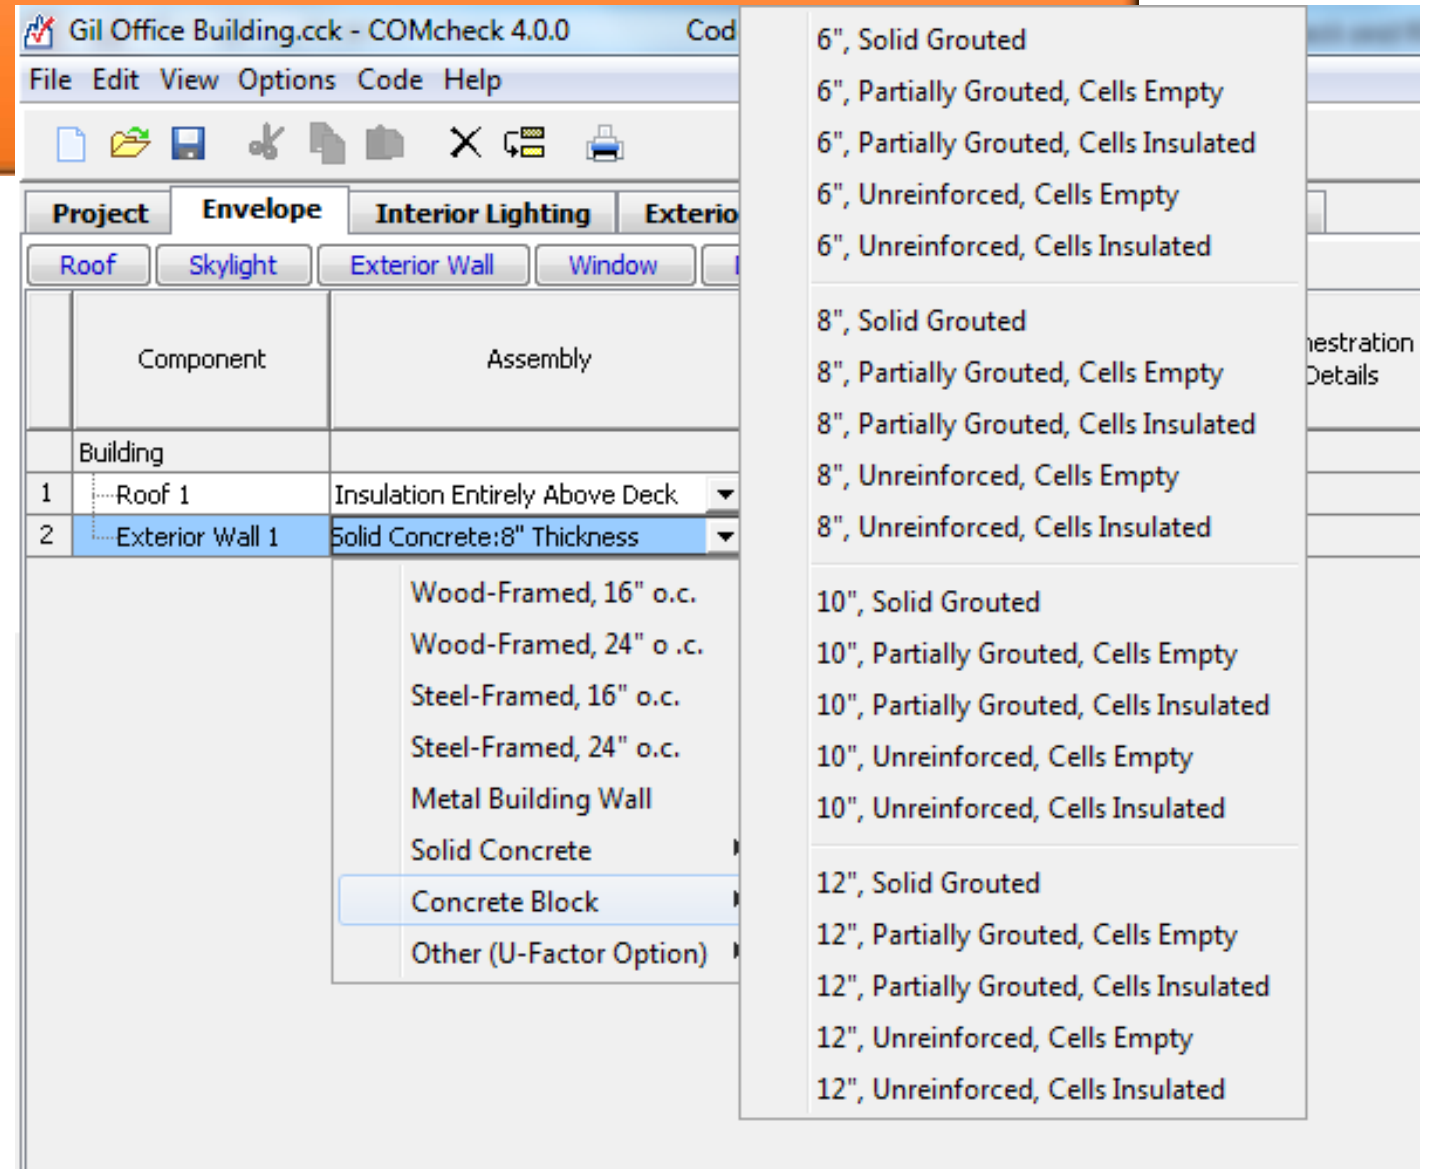 Gil Office Building.cck - COMcheck 4.0.0 Cod
File Edit View Options Code Help
Project Envelope Interior Lighting Exterio
Roof Skylight Exterior Wall Window
Component Assembly
nestration
Details
Building
1 Roof 1 Insulation Entirely Above Deck
2 Exterior Wall 1 Solid Concrete:8" Thickness
Wood-Framed, 16" o.c.
Wood-Framed, 24" o .c.
Steel-Framed, 16" o.c.
Steel-Framed, 24" o.c.
Metal Building Wall
Solid Concrete
Concrete Block
Other (U-Factor Option)
6", Solid Grouted
6", Partially Grouted, Cells Empty
6", Partially Grouted, Cells Insulated
6", Unreinforced, Cells Empty
6", Unreinforced, Cells Insulated
8", Solid Grouted
8", Partially Grouted, Cells Empty
8", Partially Grouted, Cells Insulated
8", Unreinforced, Cells Empty
8", Unreinforced, Cells Insulated
10", Solid Grouted
10", Partially Grouted, Cells Empty
10", Partially Grouted, Cells Insulated
10", Unreinforced, Cells Empty
10", Unreinforced, Cells Insulated
12", Solid Grouted
12", Partially Grouted, Cells Empty
12", Partially Grouted, Cells Insulated
12", Unreinforced, Cells Empty
12", Unreinforced, Cells Insulated